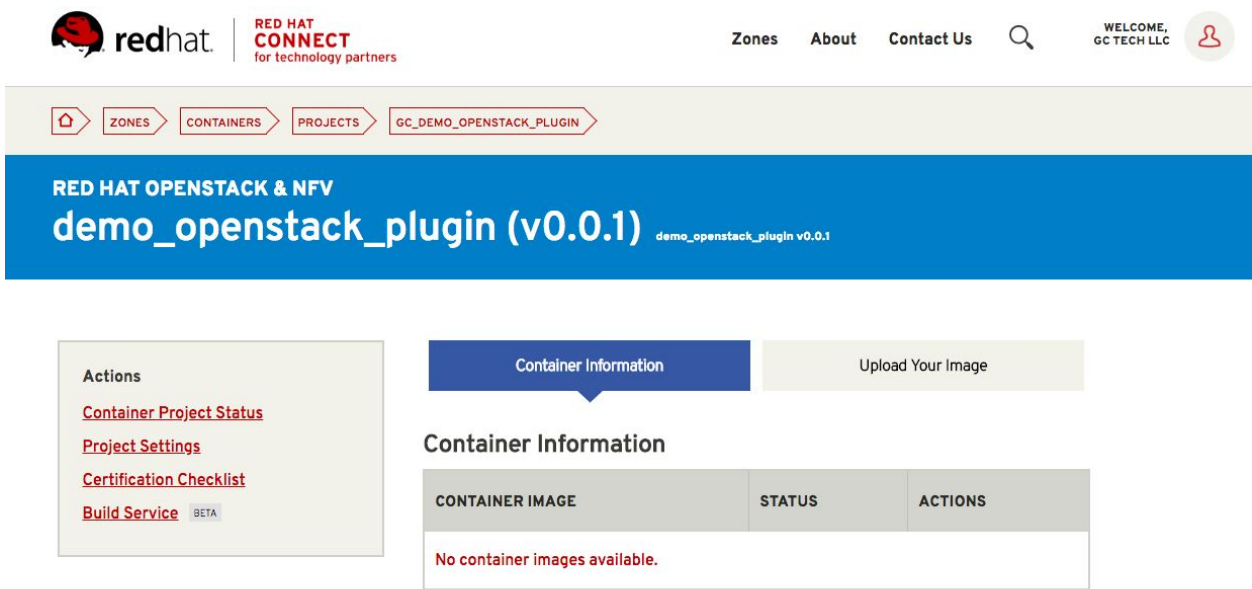 redhat.
RED HAT
CONNECT
for technology partners
Zones About Contact Us
WELCOME,
GC TECH LLC
ZONES CONTAINERS PROJECTS GC_DEMO_OPENSTACK_PLUGIN
RED HAT OPENSTACK & NFV
demo_openstack_plugin (v0.0.1) demo_openstack_plugin v0.0.1
Actions
Container Project Status
Project Settings
Certification Checklist
Build Service BETA
Container Information Upload Your Image
Container Information
CONTAINER IMAGE STATUS ACTIONS
No container images available.